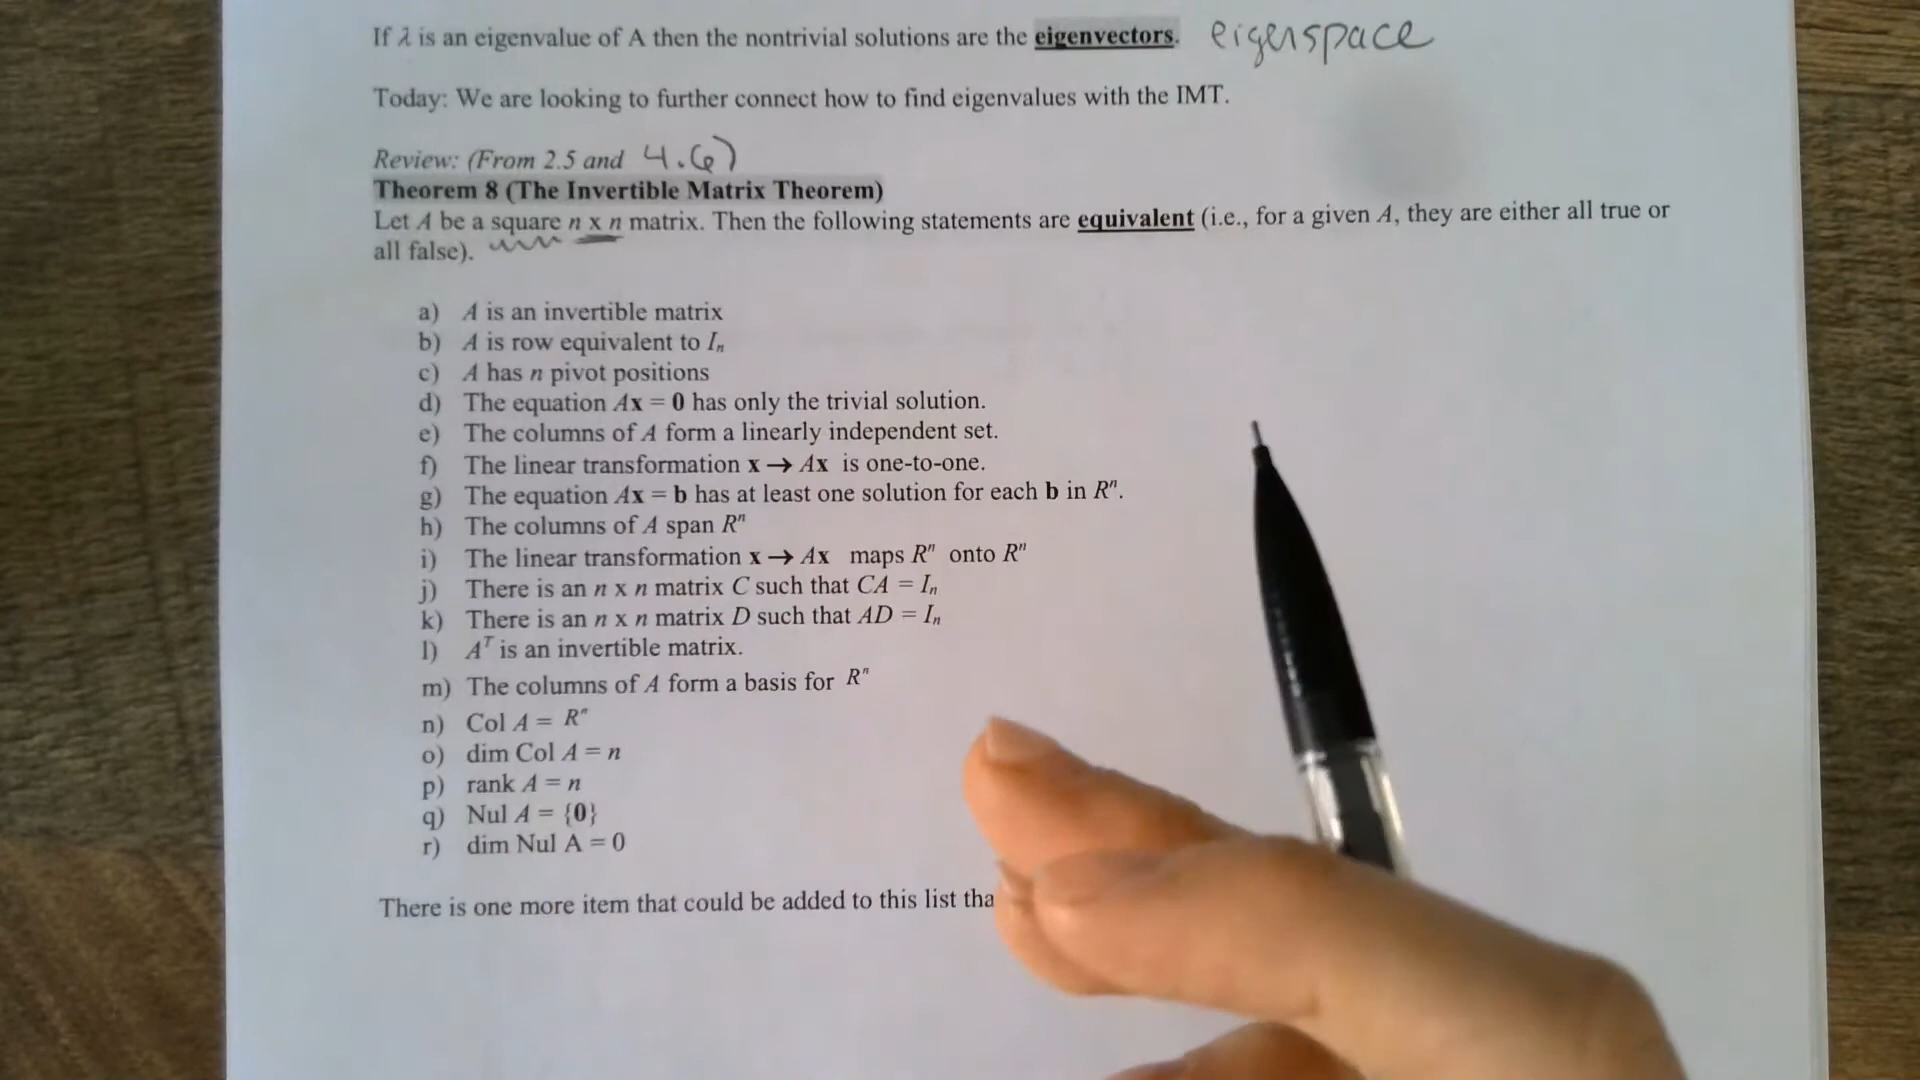 If λ is an eigenvalue of A then the nontrivial solutions are the eigenvectors. eigenspace
Today: We are looking to further connect how to find eigenvalues with the IMT.
Review: (From 2.5 and 4.6)
Theorem 8 (The Invertible Matrix Theorem)
Let A be a square n x n matrix. Then the following statements are equivalent (i.e., for a given A, they are either all true or
all false).
a) A is an invertible matrix
b) A is row equivalent to Iₙ
c) A has n pivot positions
d) The equation Ax = 0 has only the trivial solution.
e) The columns of A form a linearly independent set.
f) The linear transformation x → Ax is one-to-one.
g) The equation Ax = b has at least one solution for each b in Rⁿ.
h) The columns of A span Rⁿ
i) The linear transformation x → Ax maps Rⁿ onto Rⁿ
j) There is an n x n matrix C such that CA = Iₙ
k) There is an n x n matrix D such that AD = Iₙ
l) Aᵀ is an invertible matrix.
m) The columns of A form a basis for Rⁿ
n) Col A = Rⁿ
o) dim Col A = n
p) rank A = n
q) Nul A = {0}
r) dim Nul A = 0
There is one more item that could be added to this list tha